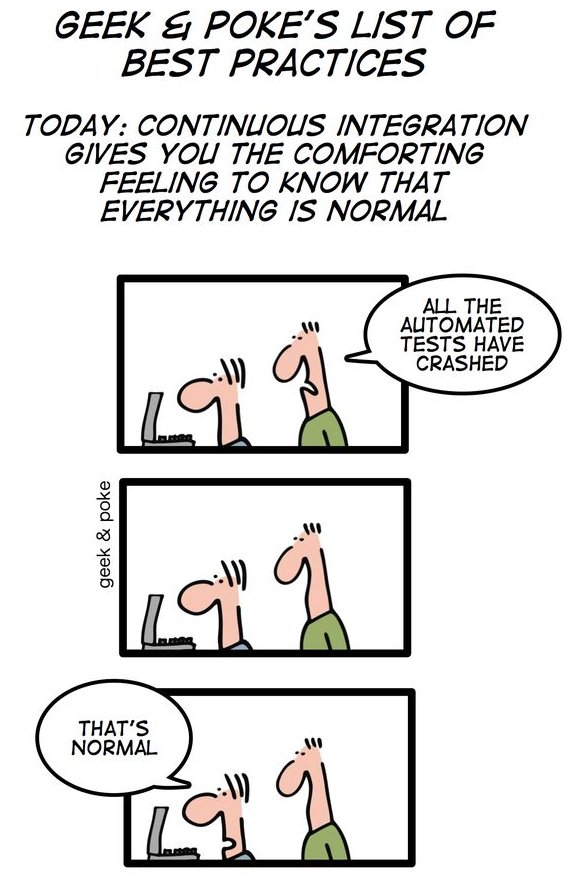 GEEK & POKE'S LIST OF
BEST PRACTICES
TODAY: CONTINUOUS INTEGRATION
GIVES YOU THE COMFORTING
FEELING TO KNOW THAT
EVERYTHING IS NORMAL
ALL THE
AUTOMATED
TESTS HAVE
CRASHED
geek & poke
THAT'S
NORMAL